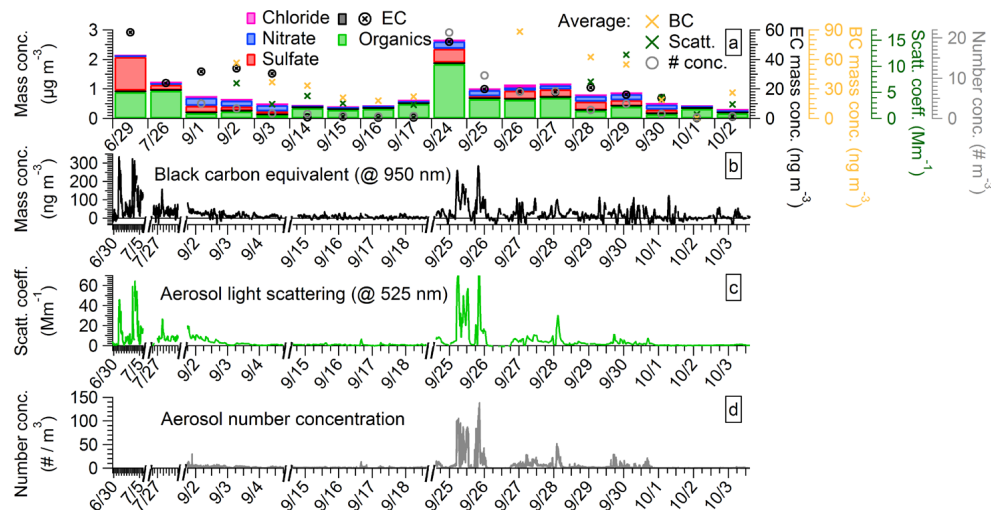 Chloride EC
Nitrate Organics
Sulfate
Average: BC
Scatt.
# conc.
a
Mass conc.
(µg m⁻³)
3
2
1
0
60
40
20
0
EC mass conc. (ng m⁻³)
90
60
30
0
BC mass conc. (ng m⁻³)
15
10
5
0
Scatt. coeff. (Mm⁻¹)
20
10
0
Number conc. (# m⁻³)
6/29 7/26 9/1 9/2 9/3 9/14 9/15 9/16 9/17 9/24 9/25 9/26 9/27 9/28 9/29 9/30 10/1 10/2
Black carbon equivalent (@ 950 nm)
b
Mass conc.
(ng m⁻³)
300
200
100
0
6/30 7/5 7/27 9/2 9/3 9/4 9/15 9/16 9/17 9/18 9/25 9/26 9/27 9/28 9/29 9/30 10/1 10/2 10/3
Aerosol light scattering (@ 525 nm)
c
Scatt. coeff.
(Mm⁻¹)
60
40
20
0
6/30 7/5 7/27 9/2 9/3 9/4 9/15 9/16 9/17 9/18 9/25 9/26 9/27 9/28 9/29 9/30 10/1 10/2 10/3
Aerosol number concentration
d
Number conc.
(# / m³)
150
100
50
0
6/30 7/5 7/27 9/2 9/3 9/4 9/15 9/16 9/17 9/18 9/25 9/26 9/27 9/28 9/29 9/30 10/1 10/2 10/3